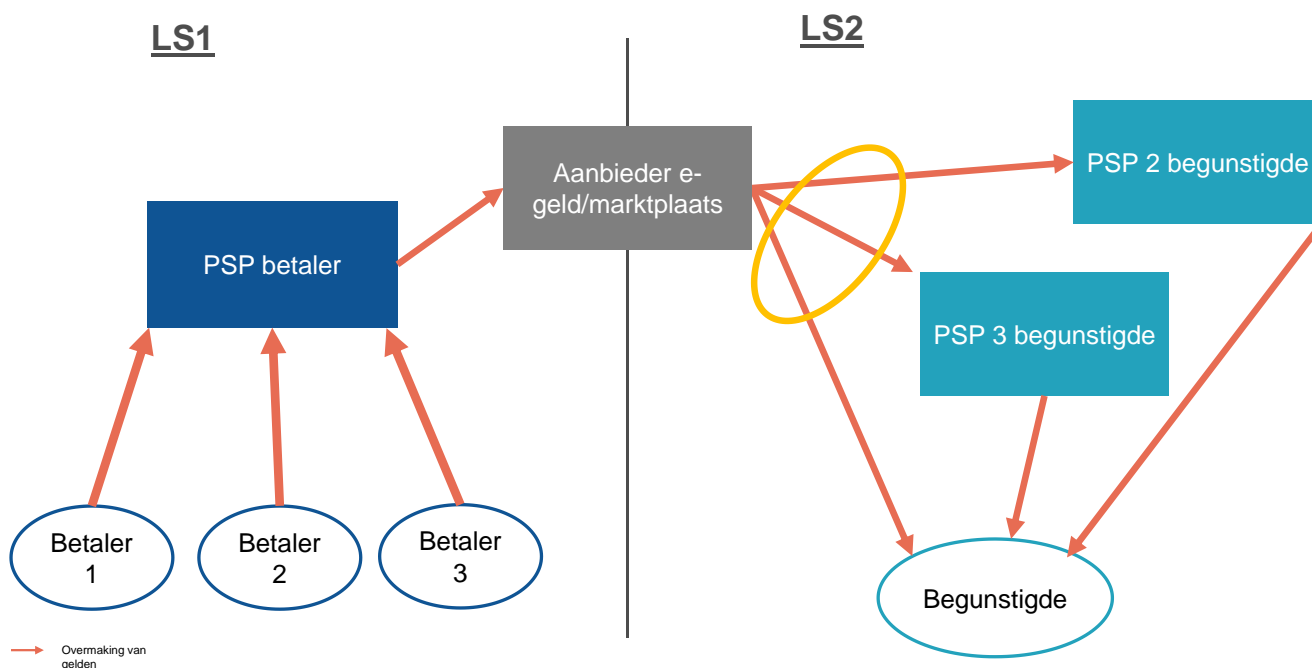 LS1
LS2
Aanbieder e-
geld/marktplaats
PSP 2 begunstigde
PSP betaler
PSP 3 begunstigde
Betaler
1
Betaler
2
Betaler
3
Begunstigde
Overmaking van
gelden